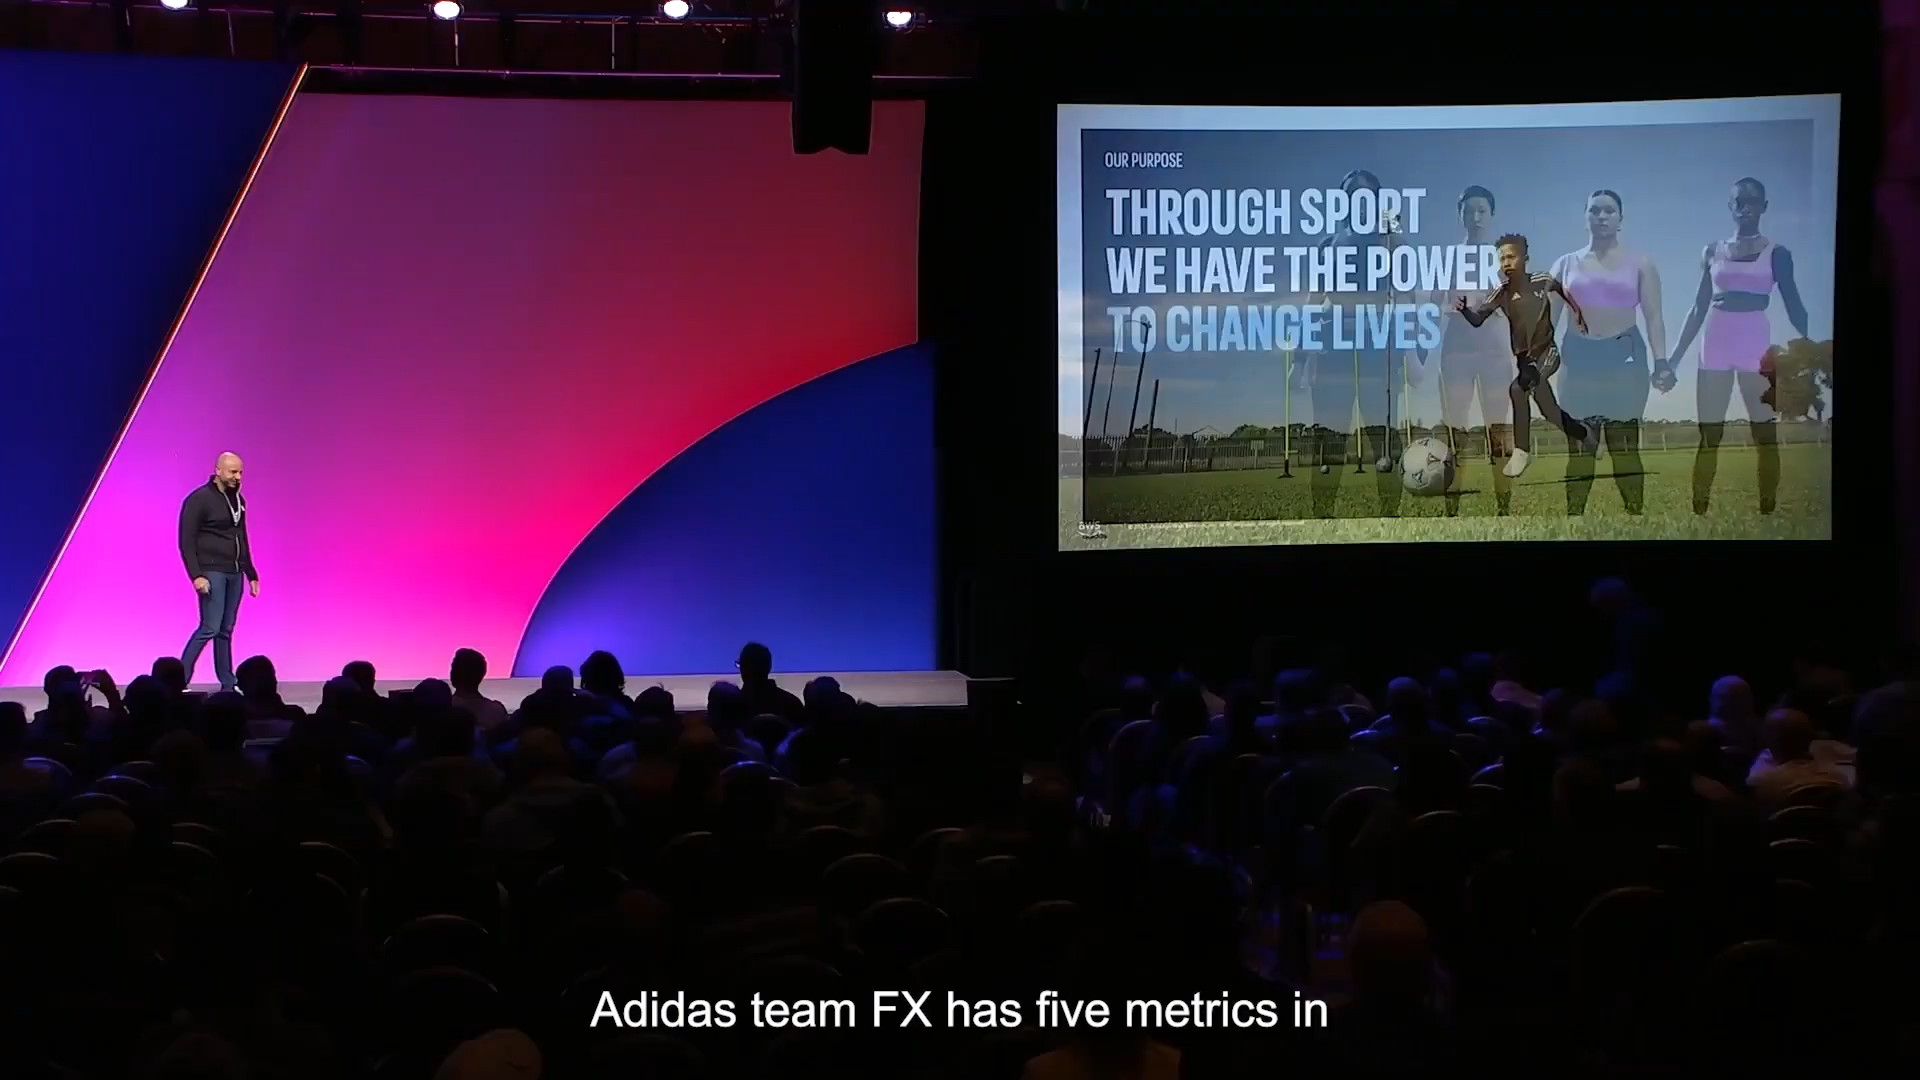 OUR PURPOSE
THROUGH SPORT
WE HAVE THE POWER
TO CHANGE LIVES
aws
Adidas team FX has five metrics in